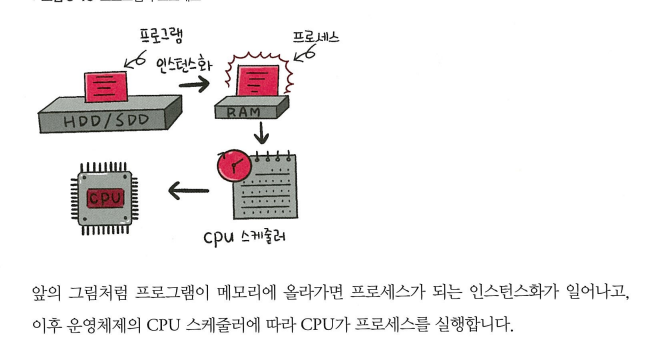 프로그램
프로세스
인스턴스화
HDD/SDD
RAM
CPU
CPU 스케줄러
앞의 그림처럼 프로그램이 메모리에 올라가면 프로세스가 되는 인스턴스화가 일어나고,
이후 운영체제의 CPU 스케줄러에 따라 CPU가 프로세스를 실행합니다.